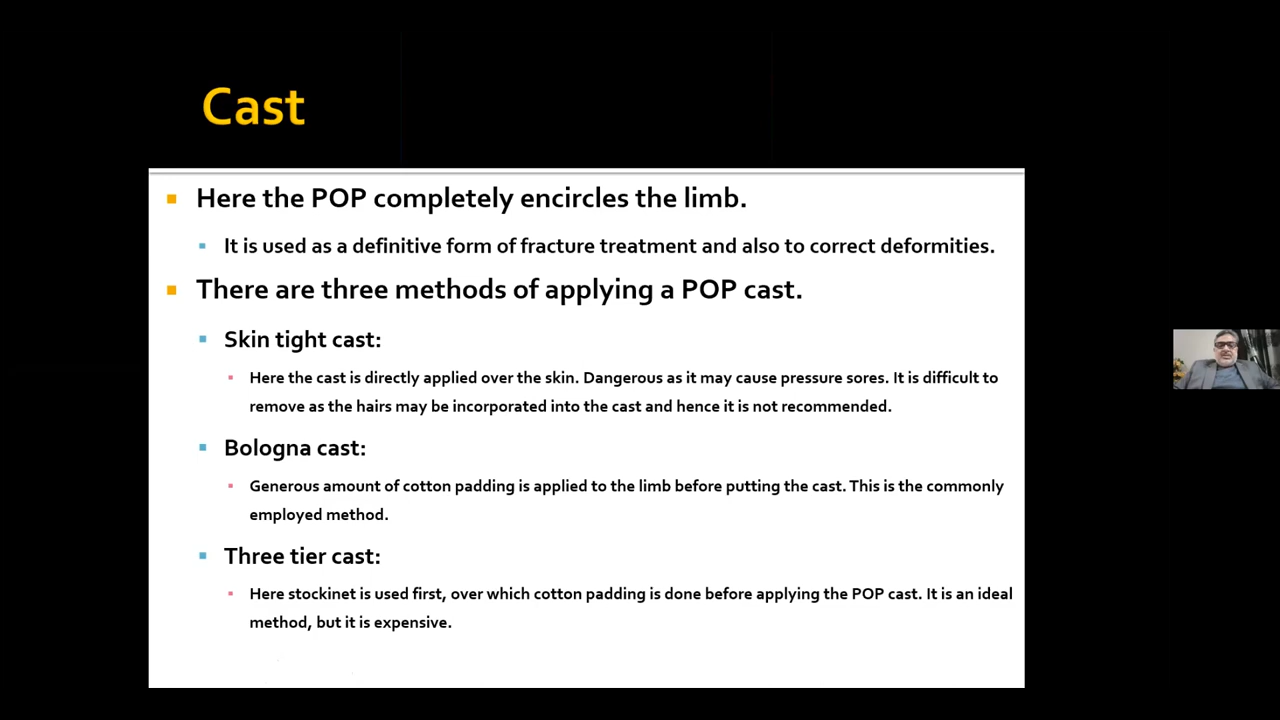 Cast
Here the POP completely encircles the limb.
It is used as a definitive form of fracture treatment and also to correct deformities.
There are three methods of applying a POP cast.
Skin tight cast:
Here the cast is directly applied over the skin. Dangerous as it may cause pressure sores. It is difficult to
remove as the hairs may be incorporated into the cast and hence it is not recommended.
Bologna cast:
Generous amount of cotton padding is applied to the limb before putting the cast. This is the commonly
employed method.
Three tier cast:
Here stockinet is used first, over which cotton padding is done before applying the POP cast. It is an ideal
method, but it is expensive.